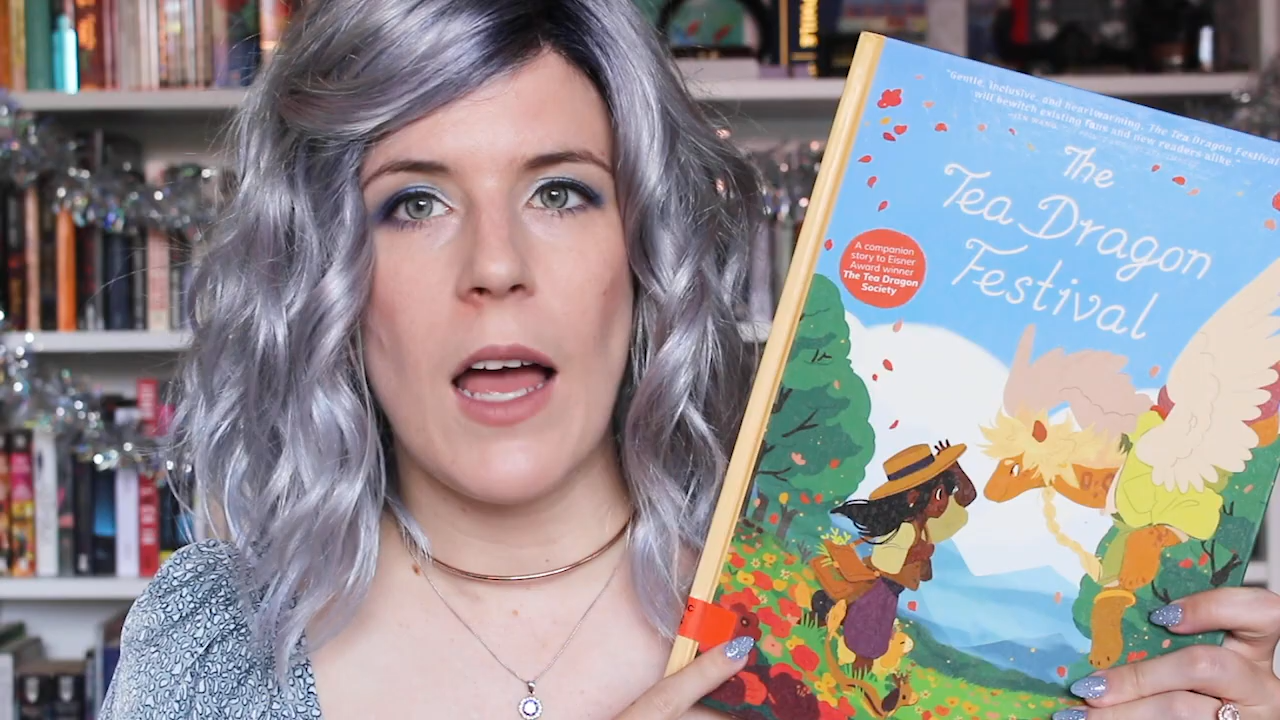 "Gentle, inclusive, and heartwarming, The Tea Dragon Festival
will bewitch existing fans and new readers alike."
The
Tea Dragon
Festival
A companion
story to Eisner
Award winner
The Tea Dragon
Society